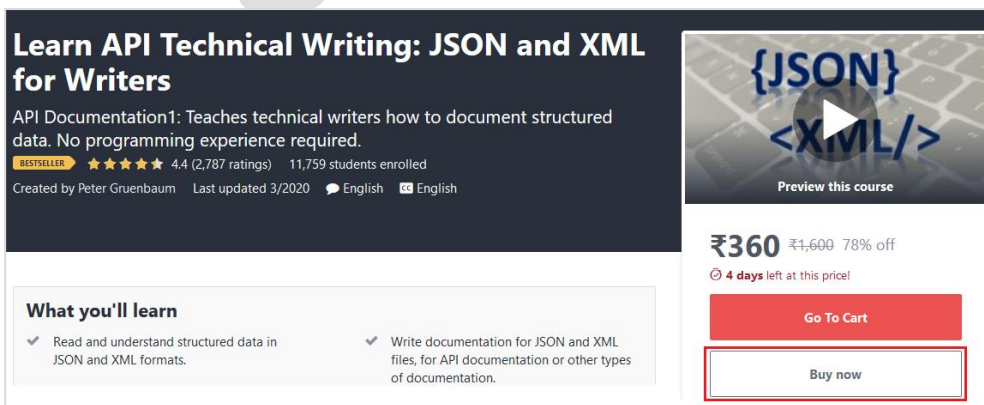 Learn API Technical Writing: JSON and XML
for Writers
API Documentation1: Teaches technical writers how to document structured
data. No programming experience required.
BESTSELLER 4.4 (2,787 ratings) 11,759 students enrolled
Created by Peter Gruenbaum Last updated 3/2020 English CC English
{JSON}
<XML/>
Preview this course
₹360 ₹1,600 78% off
4 days left at this price!
Go To Cart
Buy now
What you'll learn
Read and understand structured data in
JSON and XML formats.
Write documentation for JSON and XML
files, for API documentation or other types
of documentation.